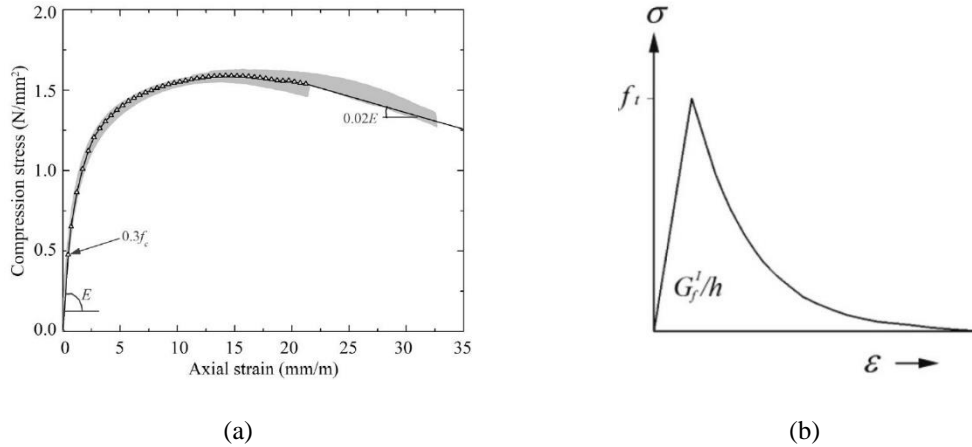 2.0
1.5
1.0
0.5
0.0
Compression stress (N/mm²)
0.3f_c
E
0.02E
0 5 10 15 20 25 30 35
Axial strain (mm/m)
(a)
σ
f_t
G_f^I/h
ε
(b)